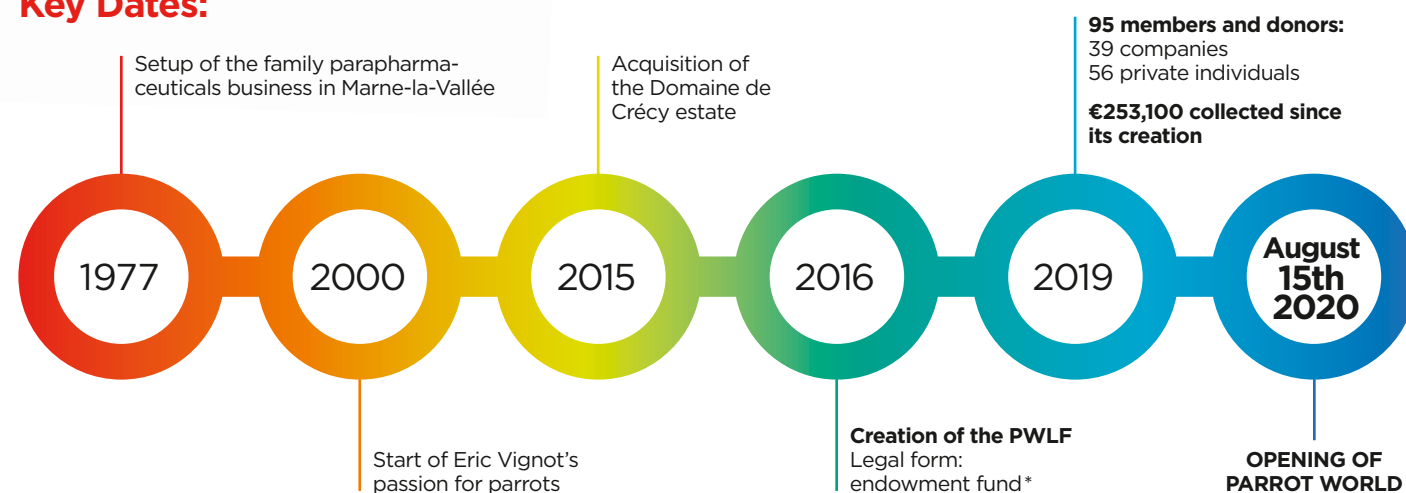 Key Dates:
Setup of the family parapharma-
ceuticals business in Marne-la-Vallée
Acquisition of
the Domaine de
Crécy estate
95 members and donors:
39 companies
56 private individuals
€253,100 collected since
its creation
1977
2000
2015
2016
2019
August
15th
2020
Start of Eric Vignot’s
passion for parrots
Creation of the PWLF
Legal form:
endowment fund*
OPENING OF
PARROT WORLD